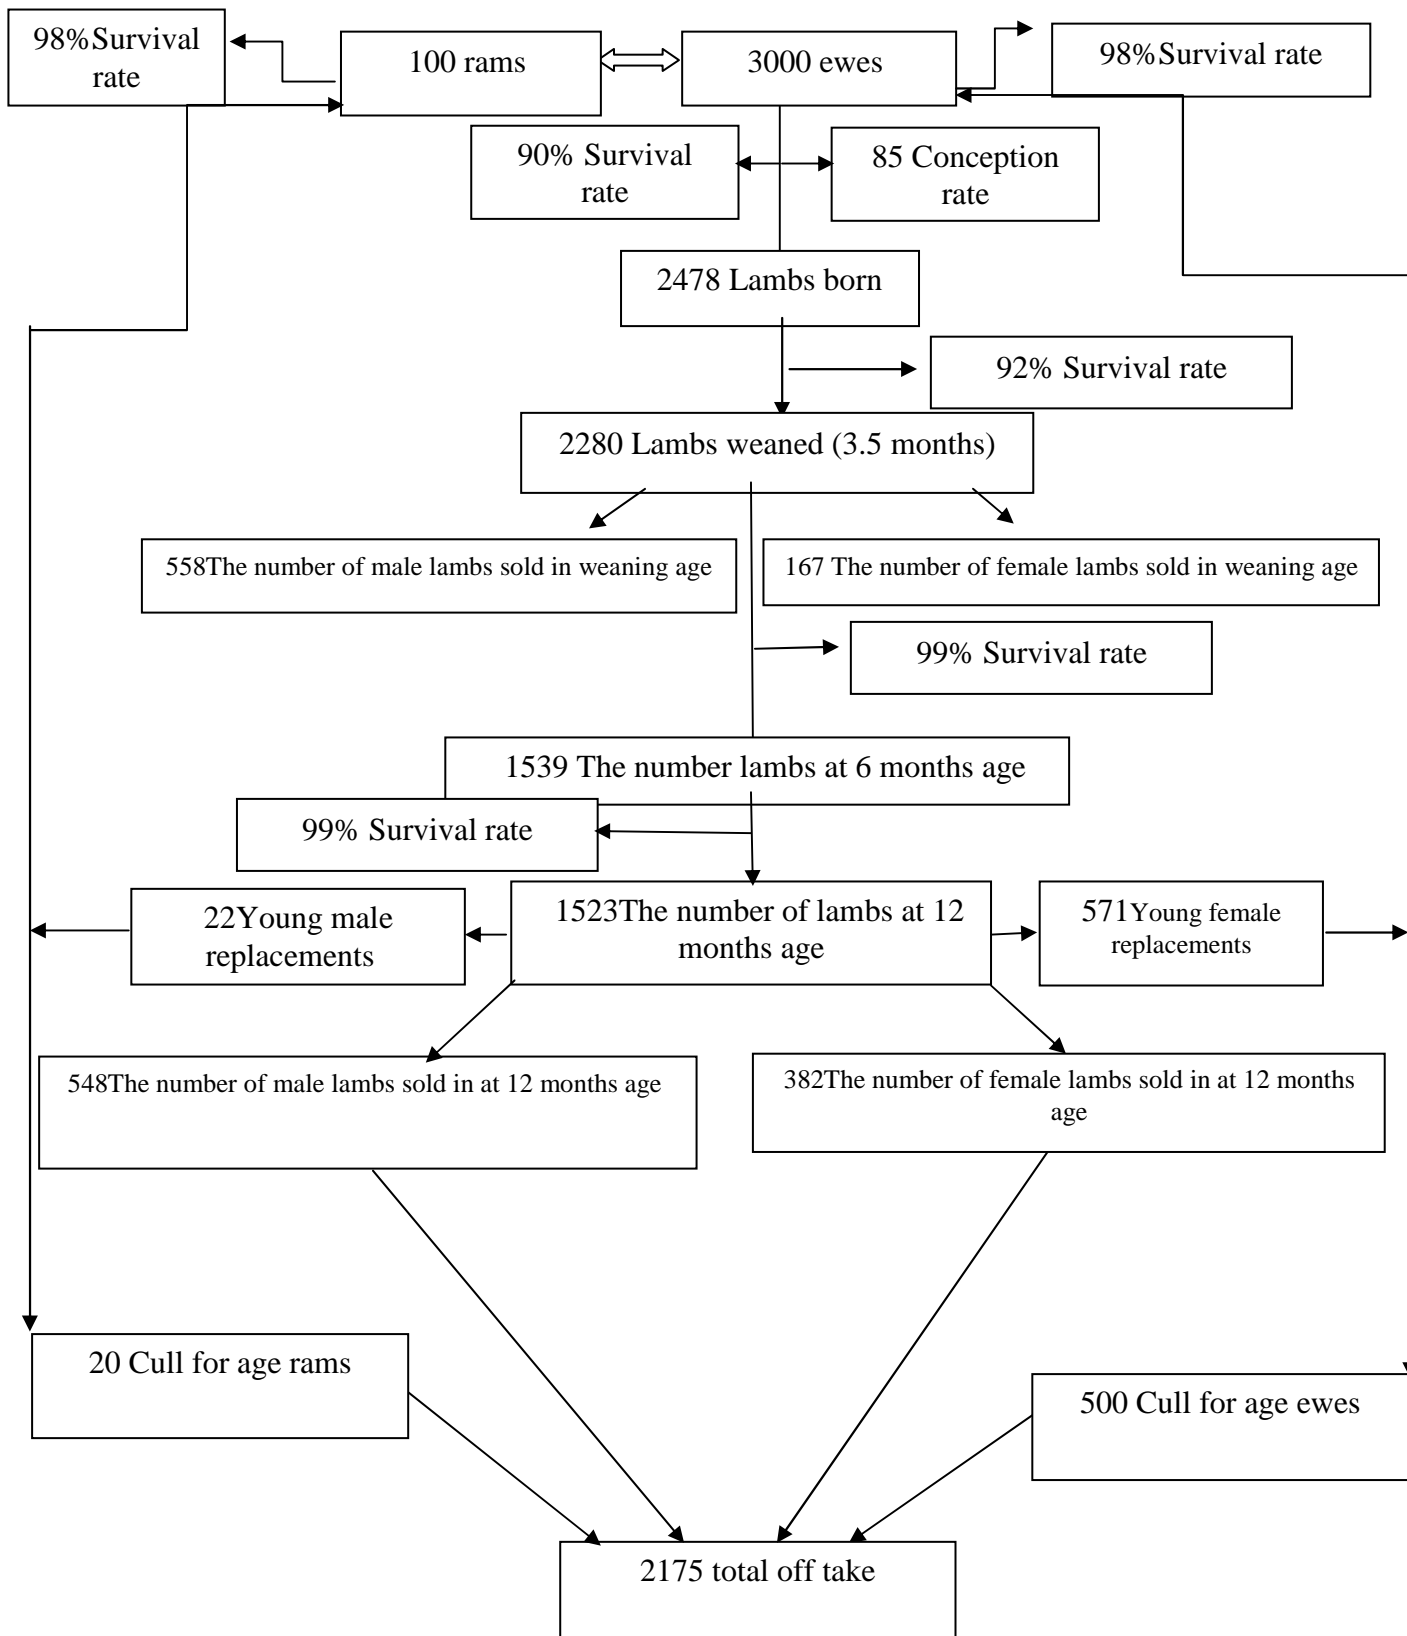 98%Survival
rate
100 rams
3000 ewes
98%Survival rate
90% Survival
rate
85 Conception
rate
2478 Lambs born
92% Survival rate
2280 Lambs weaned (3.5 months)
558The number of male lambs sold in weaning age
167 The number of female lambs sold in weaning age
99% Survival rate
1539 The number lambs at 6 months age
99% Survival rate
22Young male
replacements
1523The number of lambs at 12
months age
571Young female
replacements
548The number of male lambs sold in at 12 months age
382The number of female lambs sold in at 12 months
age
20 Cull for age rams
500 Cull for age ewes
2175 total off take